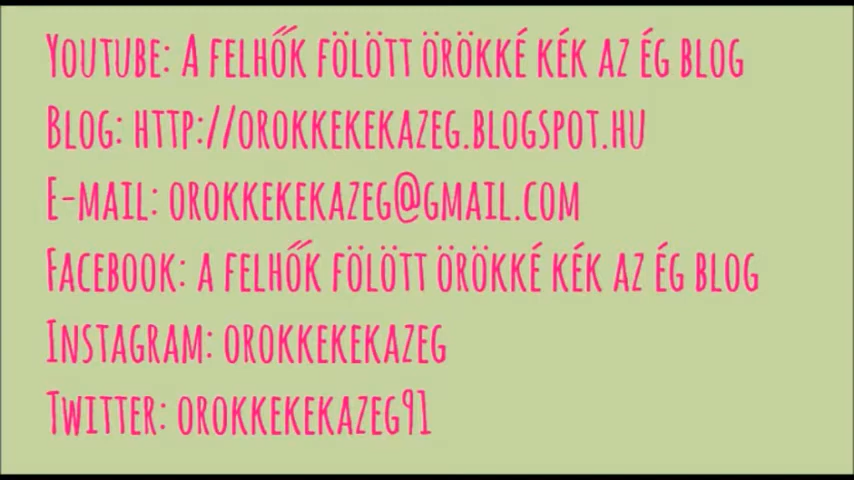 Youtube: A felhők fölött örökké kék az ég blog
Blog: http://orokkekekazeg.blogspot.hu
E-mail: orokkekekazeg@gmail.com
Facebook: a felhők fölött örökké kék az ég blog
Instagram: orokkekekazeg
Twitter: orokkekekazeg91